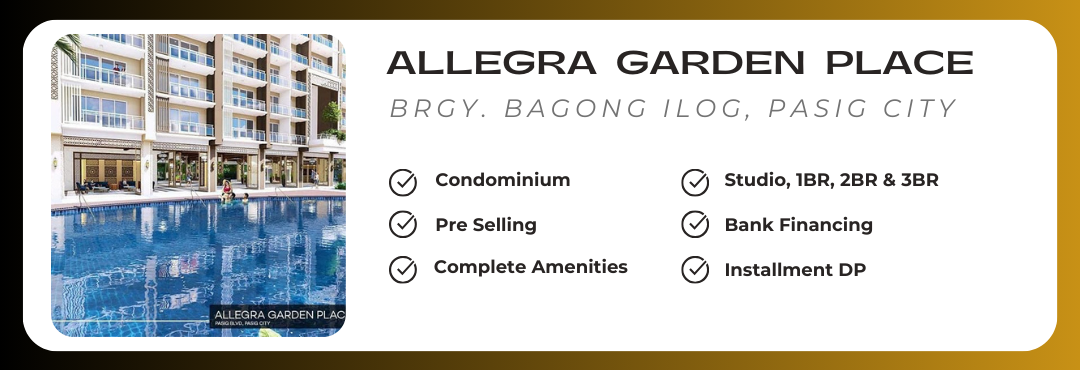 ALLEGRA GARDEN PLACE
BRGY. BAGONG ILOG, PASIG CITY
Condominium
Studio, 1BR, 2BR & 3BR
Pre Selling
Bank Financing
Complete Amenities
Installment DP
ALLEGRA GARDEN PLAC
PASIG BLVD, PASIG CITY